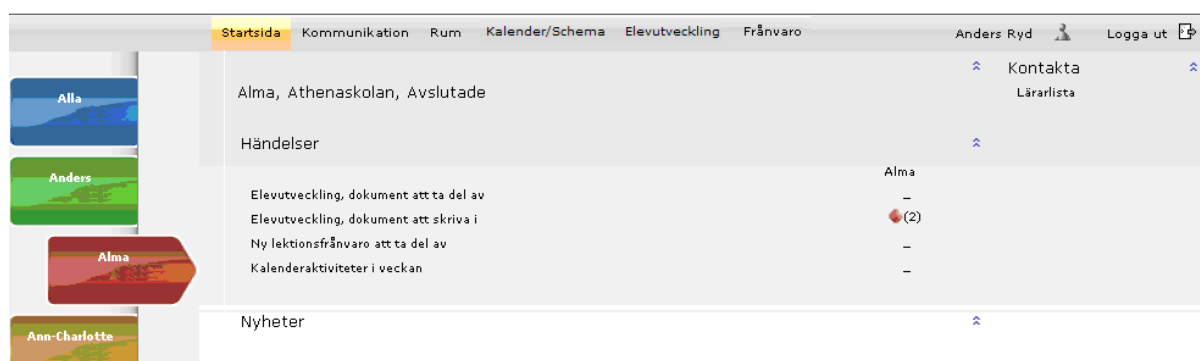 Startsida Kommunikation Rum Kalender/Schema Elevutveckling Frånvaro Anders Ryd Logga ut
Kontakta
Lärarlista
Alla
Anders
Alma
Ann-Charlotte
Alma, Athenaskolan, Avslutade
Händelser
Alma
Elevutveckling, dokument att ta del av –
Elevutveckling, dokument att skriva i (2)
Ny lektionsfrånvaro att ta del av –
Kalenderaktiviteter i veckan –
Nyheter